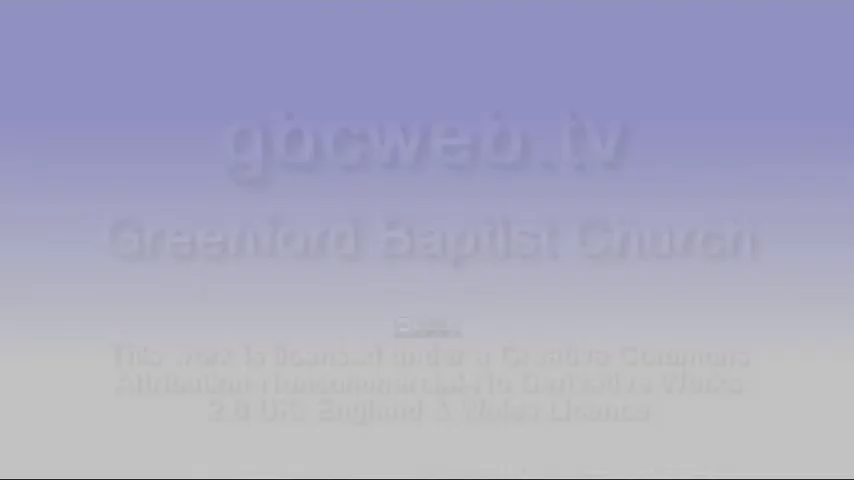 gbcweb.tv
Greenford Baptist Church
This work is licensed under a Creative Commons
Attribution-Noncommercial-No Derivative Works
2.0 UK: England & Wales License